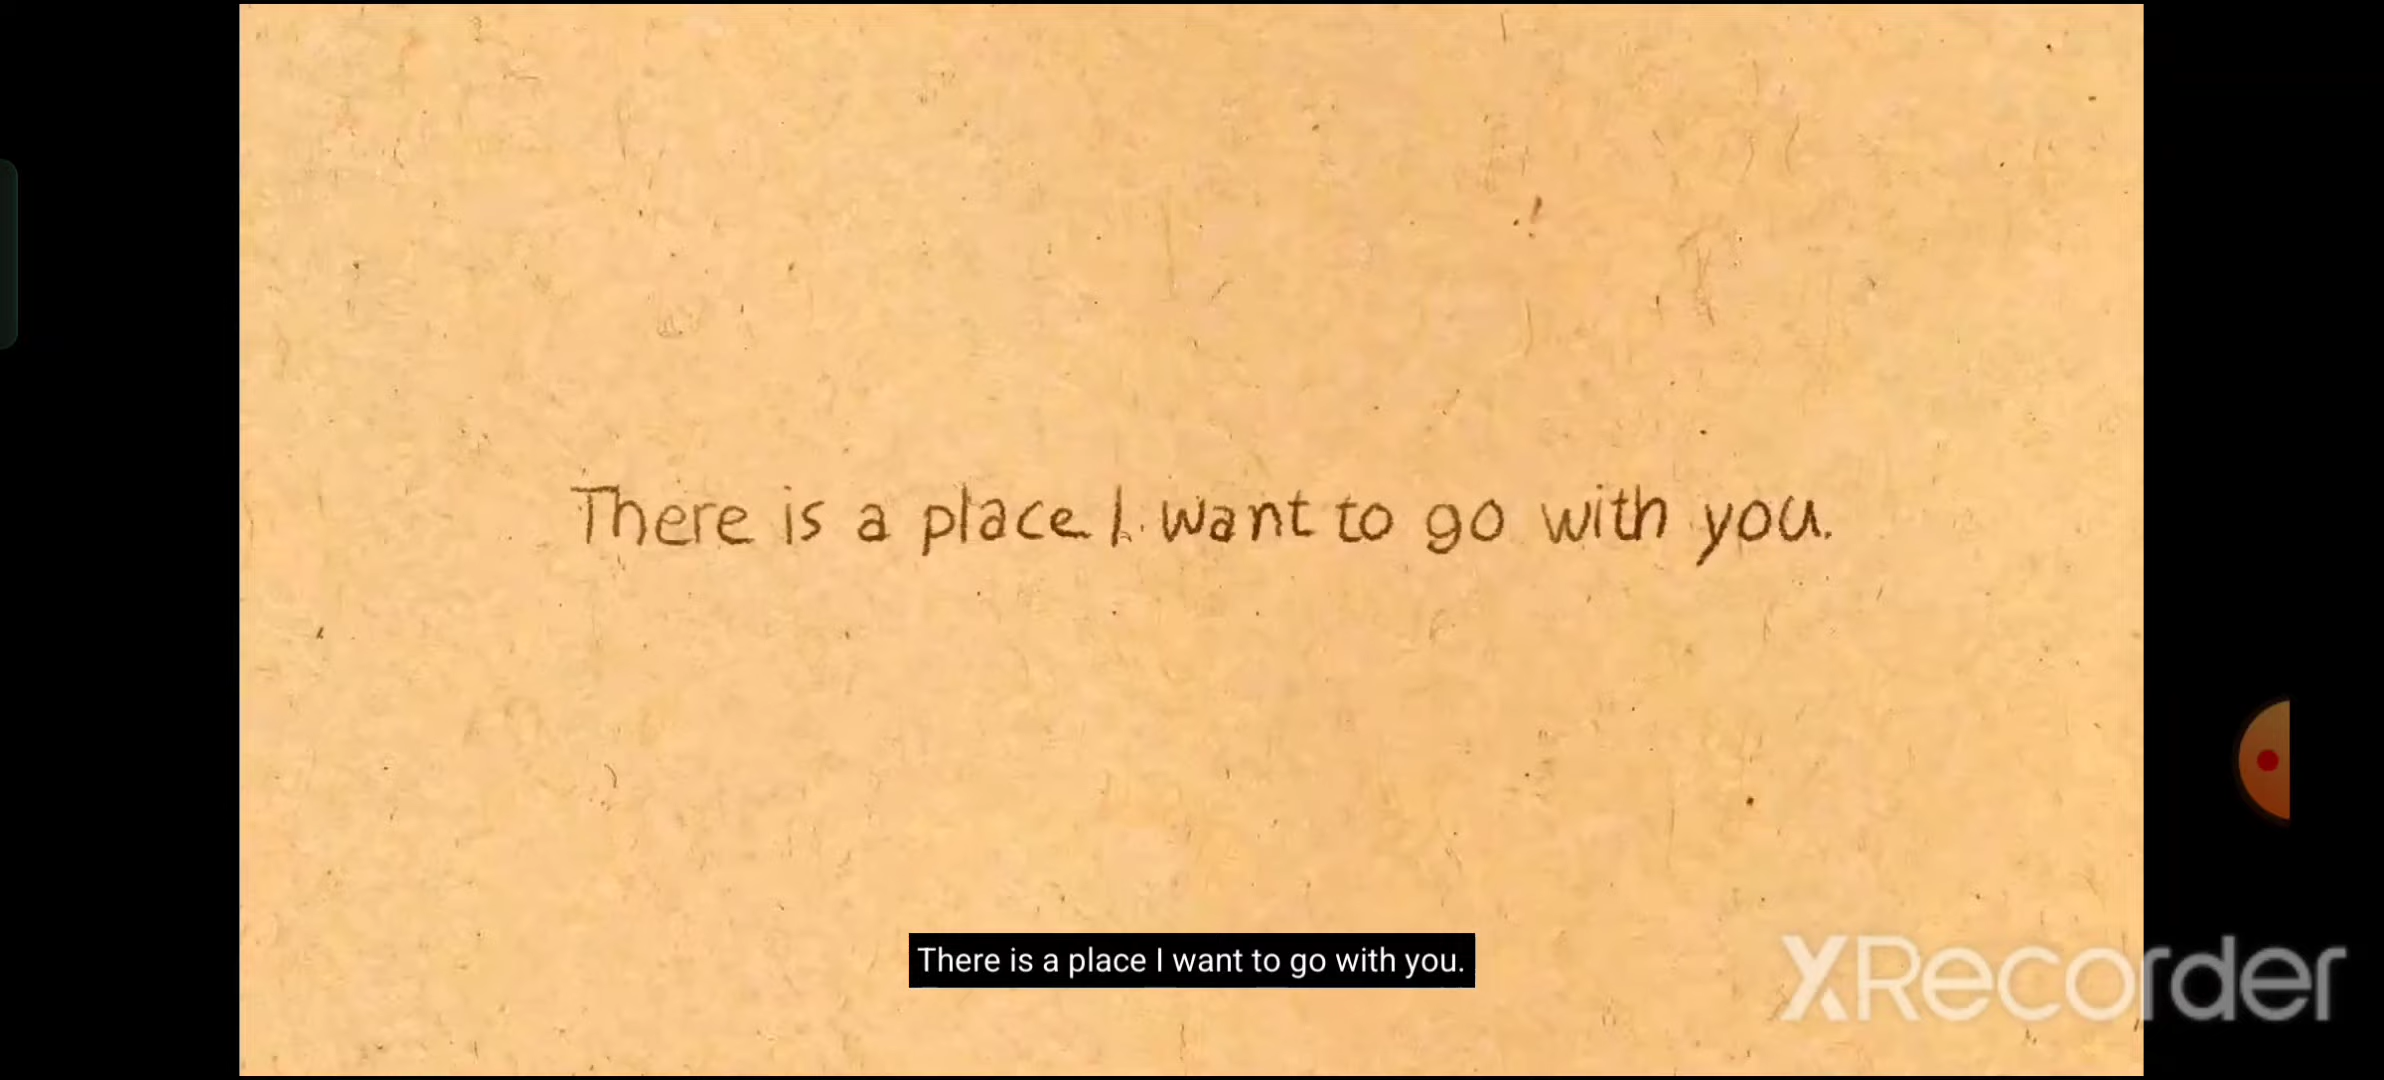 There is a place I want to go with you.
There is a place I want to go with you.
XRecorder